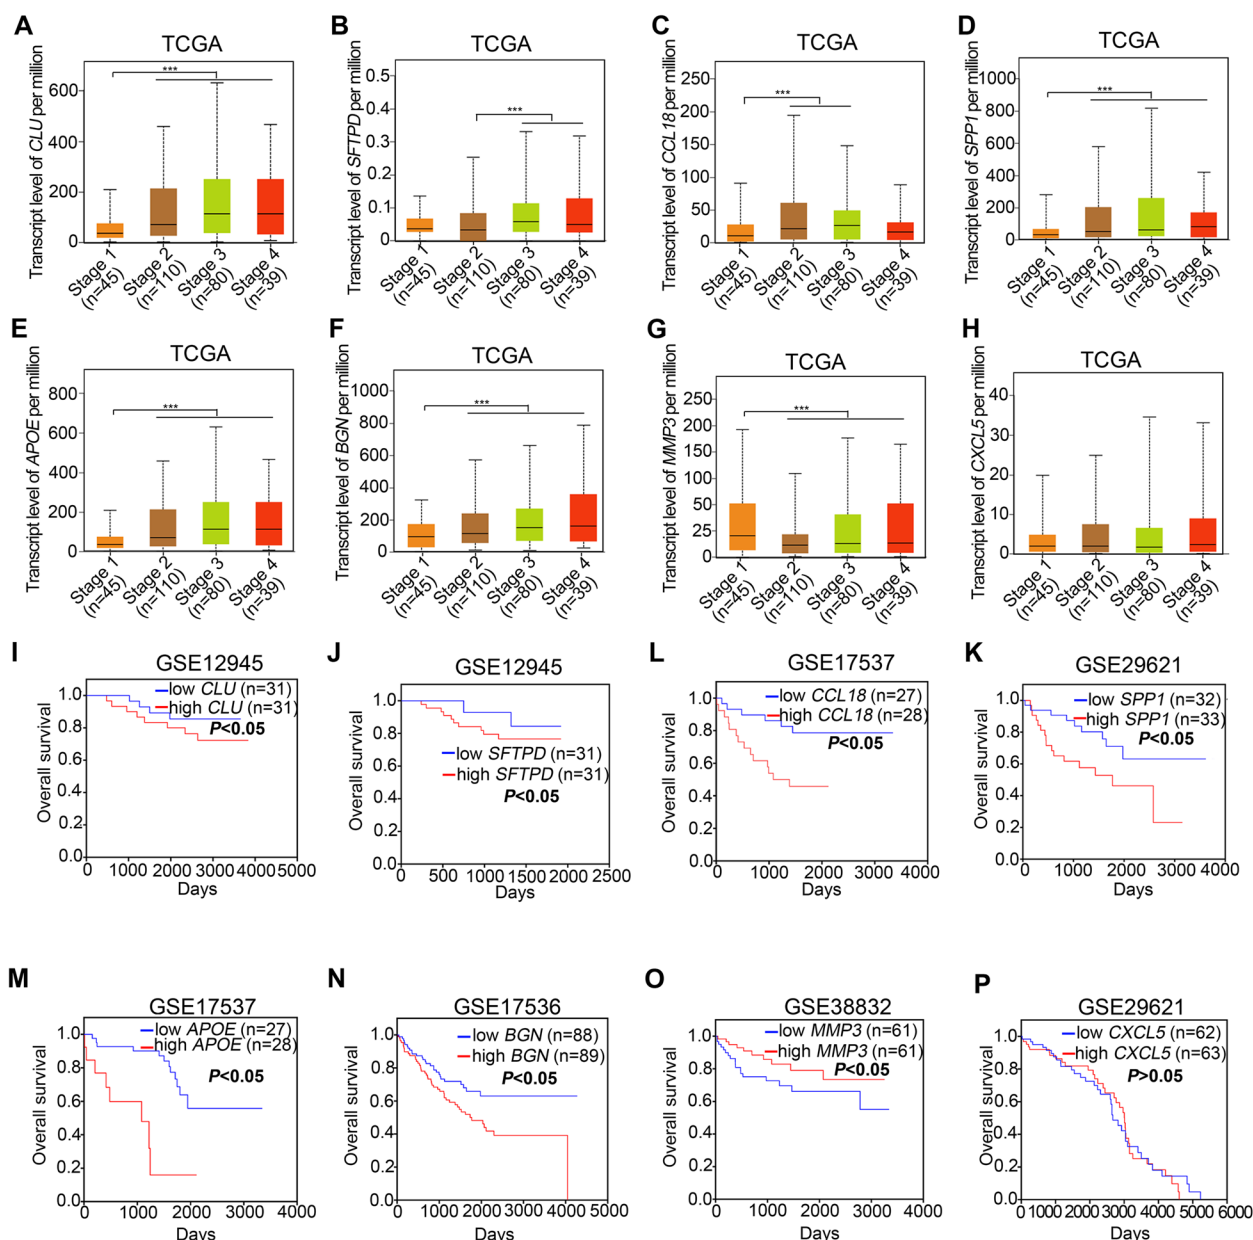 A
TCGA
Transcript level of CLU per million
600
400
200
0
***
Stage 1
(n=45)
Stage 2
(n=110)
Stage 3
(n=80)
Stage 4
(n=39)
B
TCGA
Transcript level of SFTPD per million
0.5
0.4
0.3
0.2
0.1
0
***
Stage 1
(n=45)
Stage 2
(n=110)
Stage 3
(n=80)
Stage 4
(n=39)
C
TCGA
Transcript level of CCL18 per million
250
200
150
100
50
0
***
Stage 1
(n=45)
Stage 2
(n=110)
Stage 3
(n=80)
Stage 4
(n=39)
D
TCGA
Transcript level of SPP1 per million
1000
800
600
400
200
0
***
Stage 1
(n=45)
Stage 2
(n=110)
Stage 3
(n=80)
Stage 4
(n=39)
E
TCGA
Transcript level of APOE per million
800
600
400
200
0
***
Stage 1
(n=45)
Stage 2
(n=110)
Stage 3
(n=80)
Stage 4
(n=39)
F
TCGA
Transcript level of BGN per million
1000
800
600
400
200
0
***
Stage 1
(n=45)
Stage 2
(n=110)
Stage 3
(n=80)
Stage 4
(n=39)
G
TCGA
Transcript level of MMP3 per million
250
200
150
100
50
25
0
***
Stage 1
(n=45)
Stage 2
(n=110)
Stage 3
(n=80)
Stage 4
(n=39)
H
TCGA
Transcript level of CXCL5 per million
40
30
20
10
0
Stage 1
(n=45)
Stage 2
(n=110)
Stage 3
(n=80)
Stage 4
(n=39)
I
GSE12945
low CLU (n=31)
high CLU (n=31)
P<0.05
Overall survival
1.0
0.8
0.6
0.4
0.2
0.0
0 1000 2000 3000 4000 5000
Days
J
GSE12945
low SFTPD (n=31)
high SFTPD (n=31)
P<0.05
Overall survival
1.0
0.8
0.6
0.4
0.2
0.0
0 500 1000 1500 2000 2500
Days
L
GSE17537
low CCL18 (n=27)
high CCL18 (n=28)
P<0.05
Overall survival
1.0
0.8
0.6
0.4
0.2
0.0
0 1000 2000 3000 4000
Days
K
GSE29621
low SPP1 (n=32)
high SPP1 (n=33)
P<0.05
Overall survival
1.0
0.8
0.6
0.4
0.2
0.0
0 1000 2000 3000 4000
Days
M
GSE17537
low APOE (n=27)
high APOE (n=28)
P<0.05
Overall survival
1.0
0.8
0.6
0.4
0.2
0.0
0 1000 2000 3000 4000
Days
N
GSE17536
low BGN (n=88)
high BGN (n=89)
P<0.05
Overall survival
1.0
0.8
0.6
0.4
0.2
0.0
0 1000 2000 3000 4000 5000
Days
O
GSE38832
low MMP3 (n=61)
high MMP3 (n=61)
P<0.05
Overall survival
1.0
0.8
0.6
0.4
0.2
0.0
0 1000 2000 3000 4000
Days
P
GSE29621
low CXCL5 (n=62)
high CXCL5 (n=63)
P>0.05
Overall survival
1.0
0.8
0.6
0.4
0.2
0.0
0 1000 2000 3000 4000 5000 6000
Days